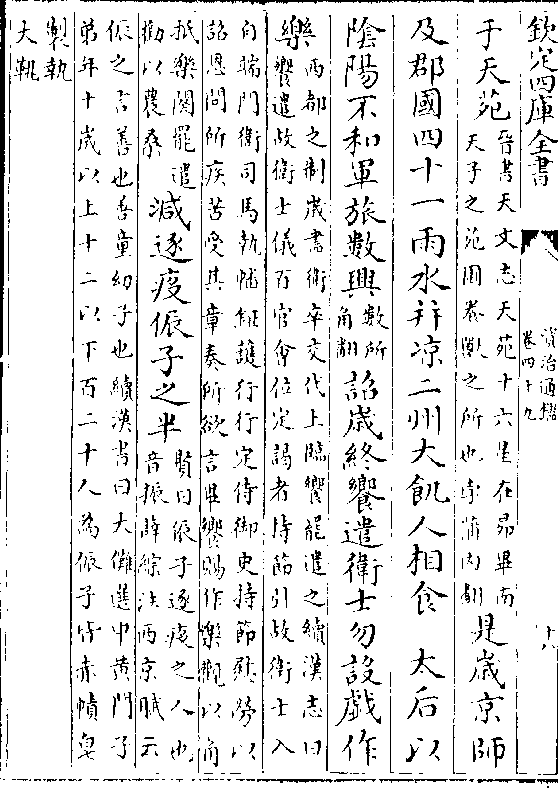 欽定四庫全書
資治通鑑
卷四十九
十八
于天苑
晉書天文志天苑十六星在昴畢南
天子之苑囿養獸之所也孛蒲内翻
是歲京師
及郡國四十一雨水并凉二州大飢人相食　太后以
陰陽不和軍旅數興
數所
角翻
詔歲終饗遣衛士勿設戲作
樂
西都之制歲盡衛卒交代上臨饗罷遣之續漢志曰
饗遣故衛士儀百官會位定謁者持節引故衛士入
自端門衛司馬執幡鉦護行行定侍御史持節慰勞以
詔恩問所疾苦受其章奏所欲言畢饗賜作樂觀以角
抵樂闋罷遣
勸以農桑
減逐疫侲子之半
賢曰侲子逐疫之人也
音振薛綜注西京賦云
侲之言善也善童幼子也續漢書曰大儺選中黄門子
弟年十歲以上十二以下百二十人為侲子皆赤幘皂
製執
大鞉